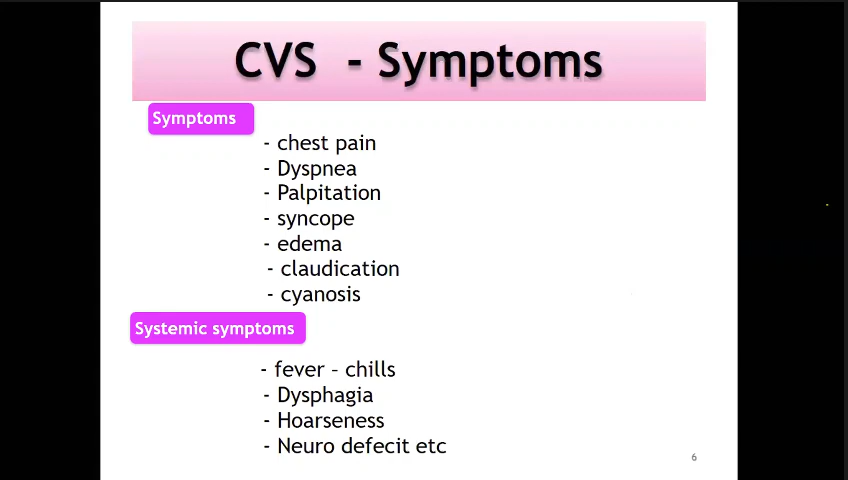 CVS - Symptoms
Symptoms
- chest pain
- Dyspnea
- Palpitation
- syncope
- edema
- claudication
- cyanosis
Systemic symptoms
- fever – chills
- Dysphagia
- Hoarseness
- Neuro defecit etc
6